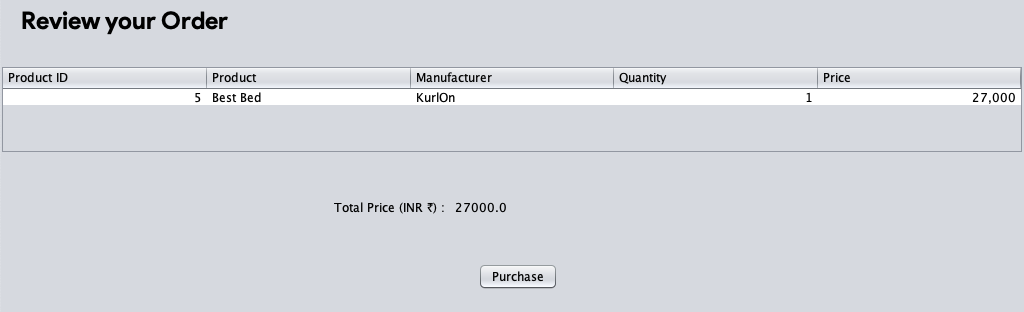 Review your Order
Product ID Product Manufacturer Quantity Price
5 Best Bed KurlOn 1 27,000
Total Price (INR ₹) : 27000.0
Purchase